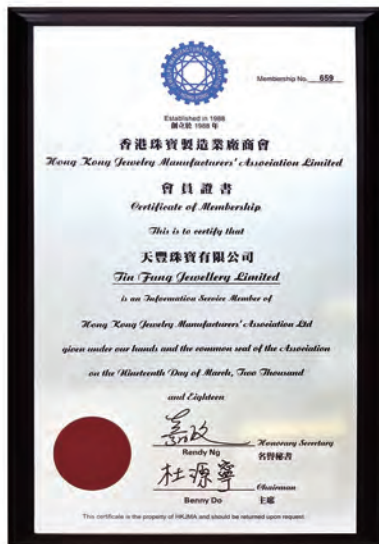 Membership No. 659
Established in 1988
創立於 1988 年
香港珠寶製造業廠商會
Hong Kong Jewelry Manufacturers' Association Limited
會員證書
Certificate of Membership
This is to certify that
天豐珠寶有限公司
Tin Fung Jewellery Limited
is an Information Service Member of
Hong Kong Jewelry Manufacturers' Association Ltd
given under our hands and the common seal of the Association
on the Nineteenth Day of March, Two Thousand
and Eighteen
Honorary Secretary
Rendy Ng 名譽秘書
杜源寧
Chairman
Benny Do 主席
This certificate is the property of HKJMA and should be returned upon request.